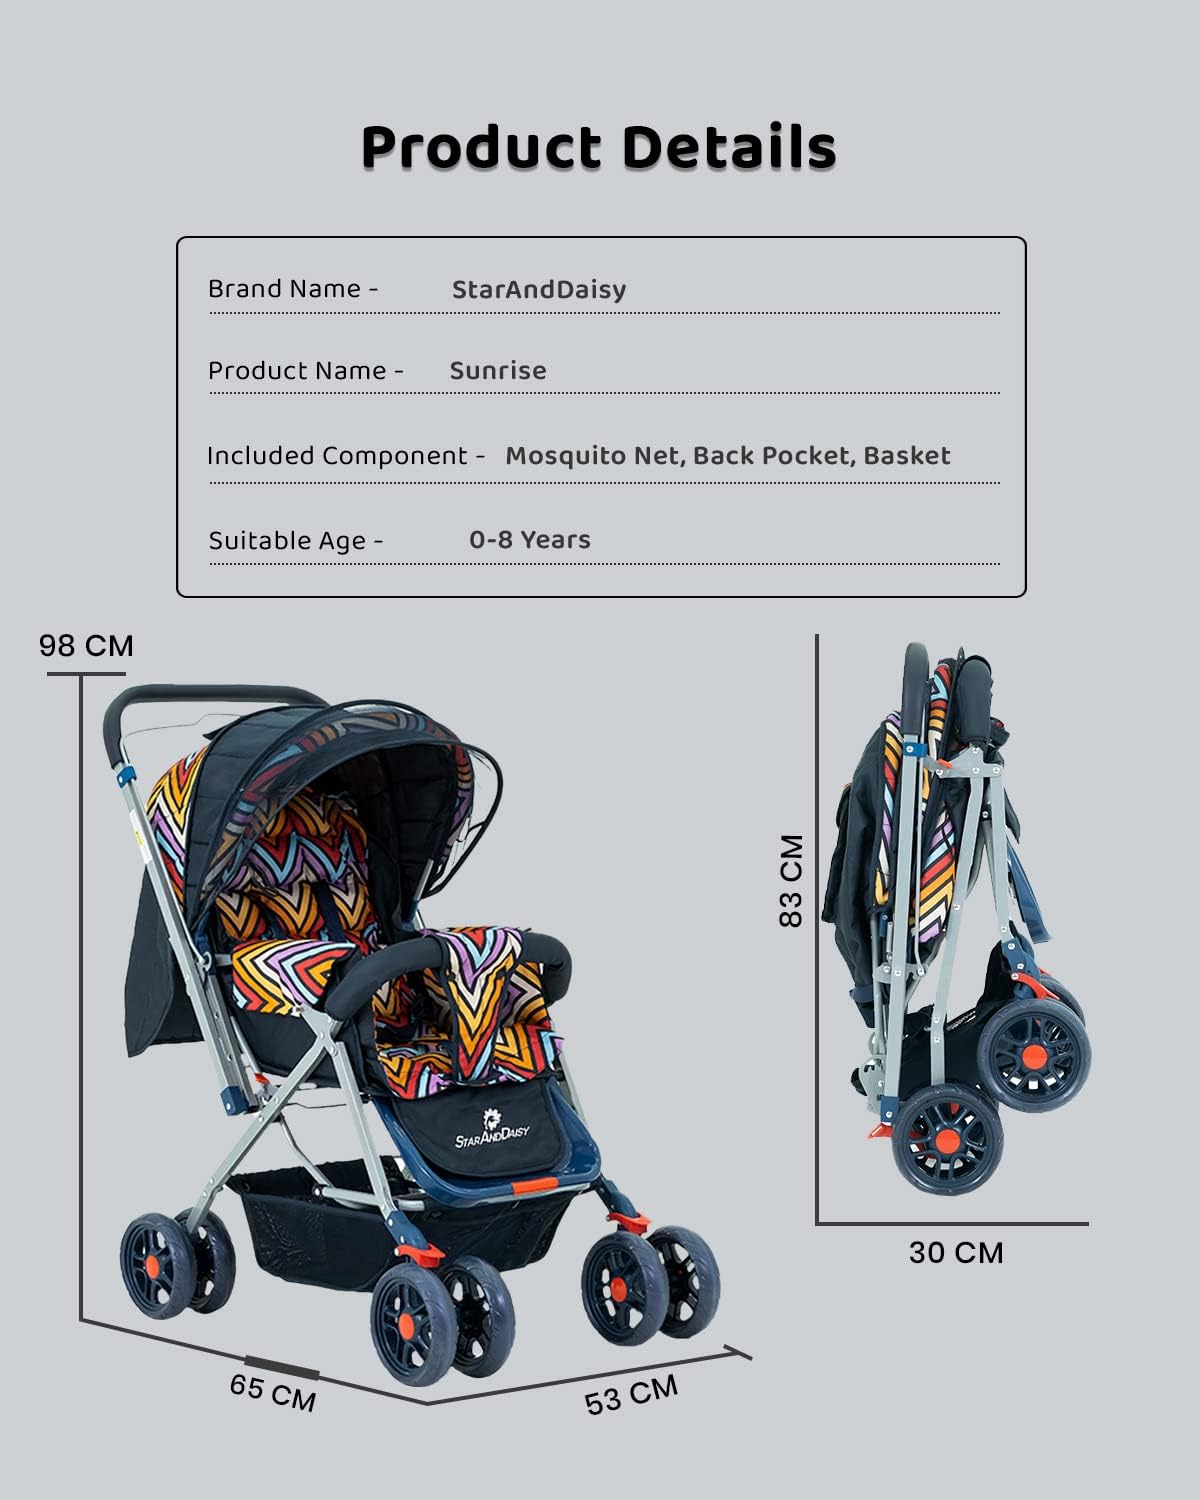 Product Details
Brand Name - StarAndDaisy
Product Name - Sunrise
Included Component - Mosquito Net, Back Pocket, Basket
Suitable Age - 0-8 Years
98 CM
83 CM
STARANDDAISY
30 CM
65 CM
53 CM